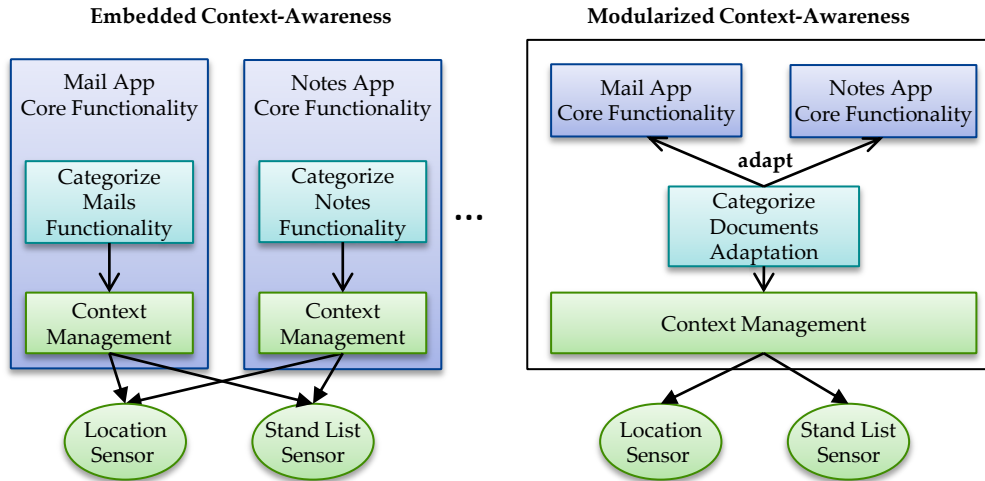 Embedded Context-Awareness
Mail App
Core Functionality
Notes App
Core Functionality
Categorize
Mails
Functionality
Categorize
Notes
Functionality
...
Context
Management
Context
Management
Location
Sensor
Stand List
Sensor
Modularized Context-Awareness
Mail App
Core Functionality
Notes App
Core Functionality
adapt
Categorize
Documents
Adaptation
Context Management
Location
Sensor
Stand List
Sensor